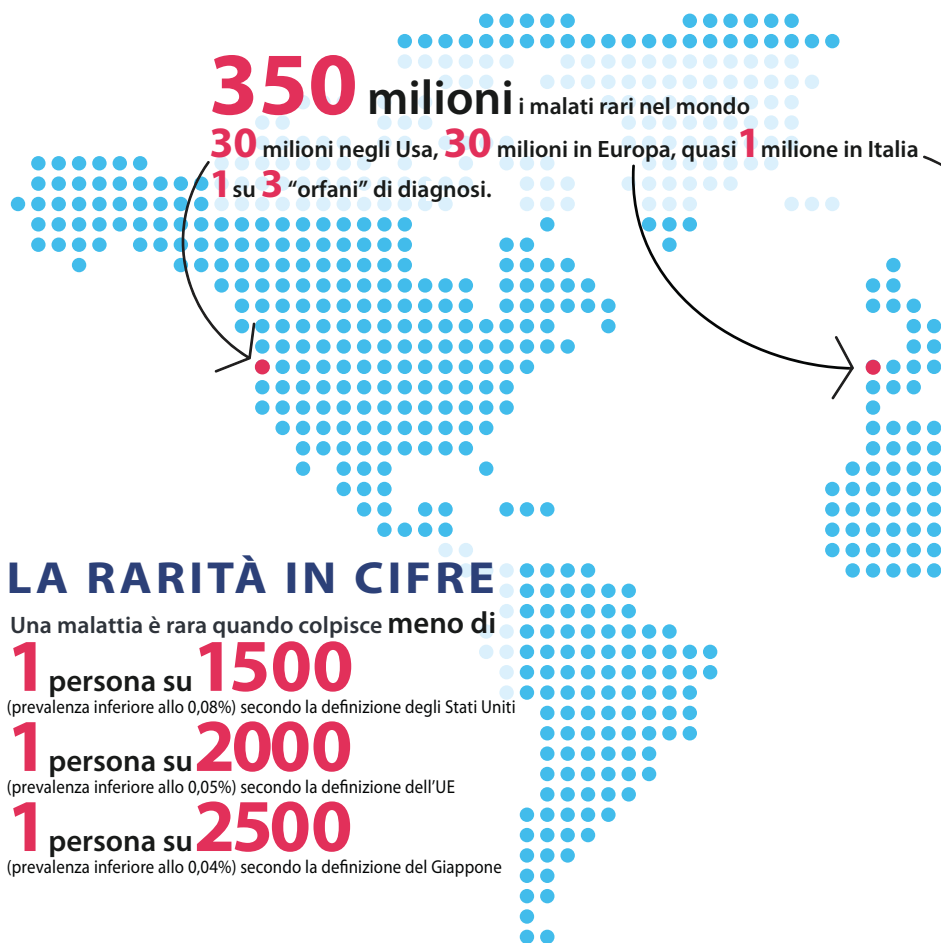 350 milioni i malati rari nel mondo
30 milioni negli Usa, 30 milioni in Europa, quasi 1 milione in Italia
1 su 3 “orfani” di diagnosi.
LA RARITÀ IN CIFRE
Una malattia è rara quando colpisce meno di
1 persona su 1500
(prevalenza inferiore allo 0,08%) secondo la definizione degli Stati Uniti
1 persona su 2000
(prevalenza inferiore allo 0,05%) secondo la definizione dell’UE
1 persona su 2500
(prevalenza inferiore allo 0,04%) secondo la definizione del Giappone